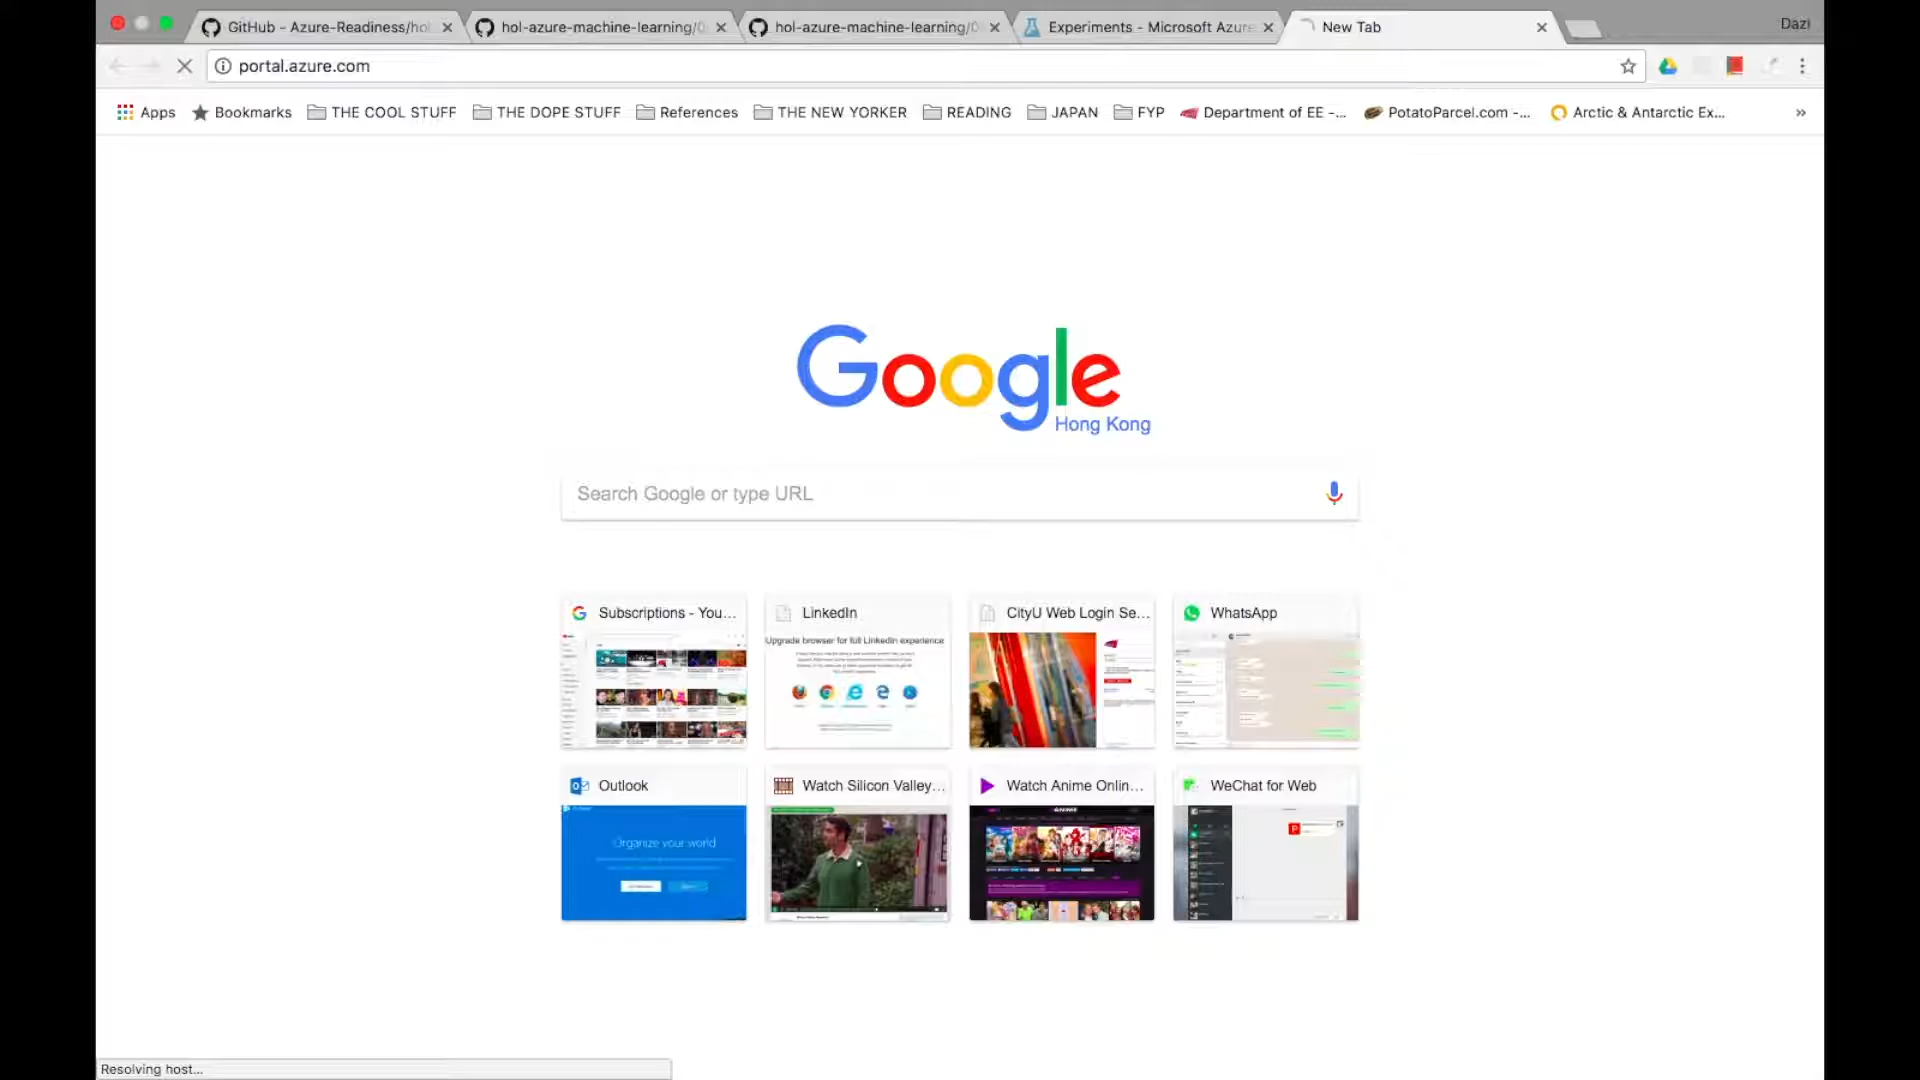 GitHub - Azure-Readiness/hol
hol-azure-machine-learning/0
hol-azure-machine-learning/0
Experiments - Microsoft Azure
New Tab
Dazi
portal.azure.com
Apps
Bookmarks
THE COOL STUFF
THE DOPE STUFF
References
THE NEW YORKER
READING
JAPAN
FYP
Department of EE -...
PotatoParcel.com -...
Arctic & Antarctic Ex...
»
Google
Hong Kong
Search Google or type URL
Subscriptions - You...
LinkedIn
CityU Web Login Se...
WhatsApp
Upgrade browser for full LinkedIn experience
Outlook
Watch Silicon Valley...
Watch Anime Onlin...
WeChat for Web
ANIME
Organize your world
Resolving host...